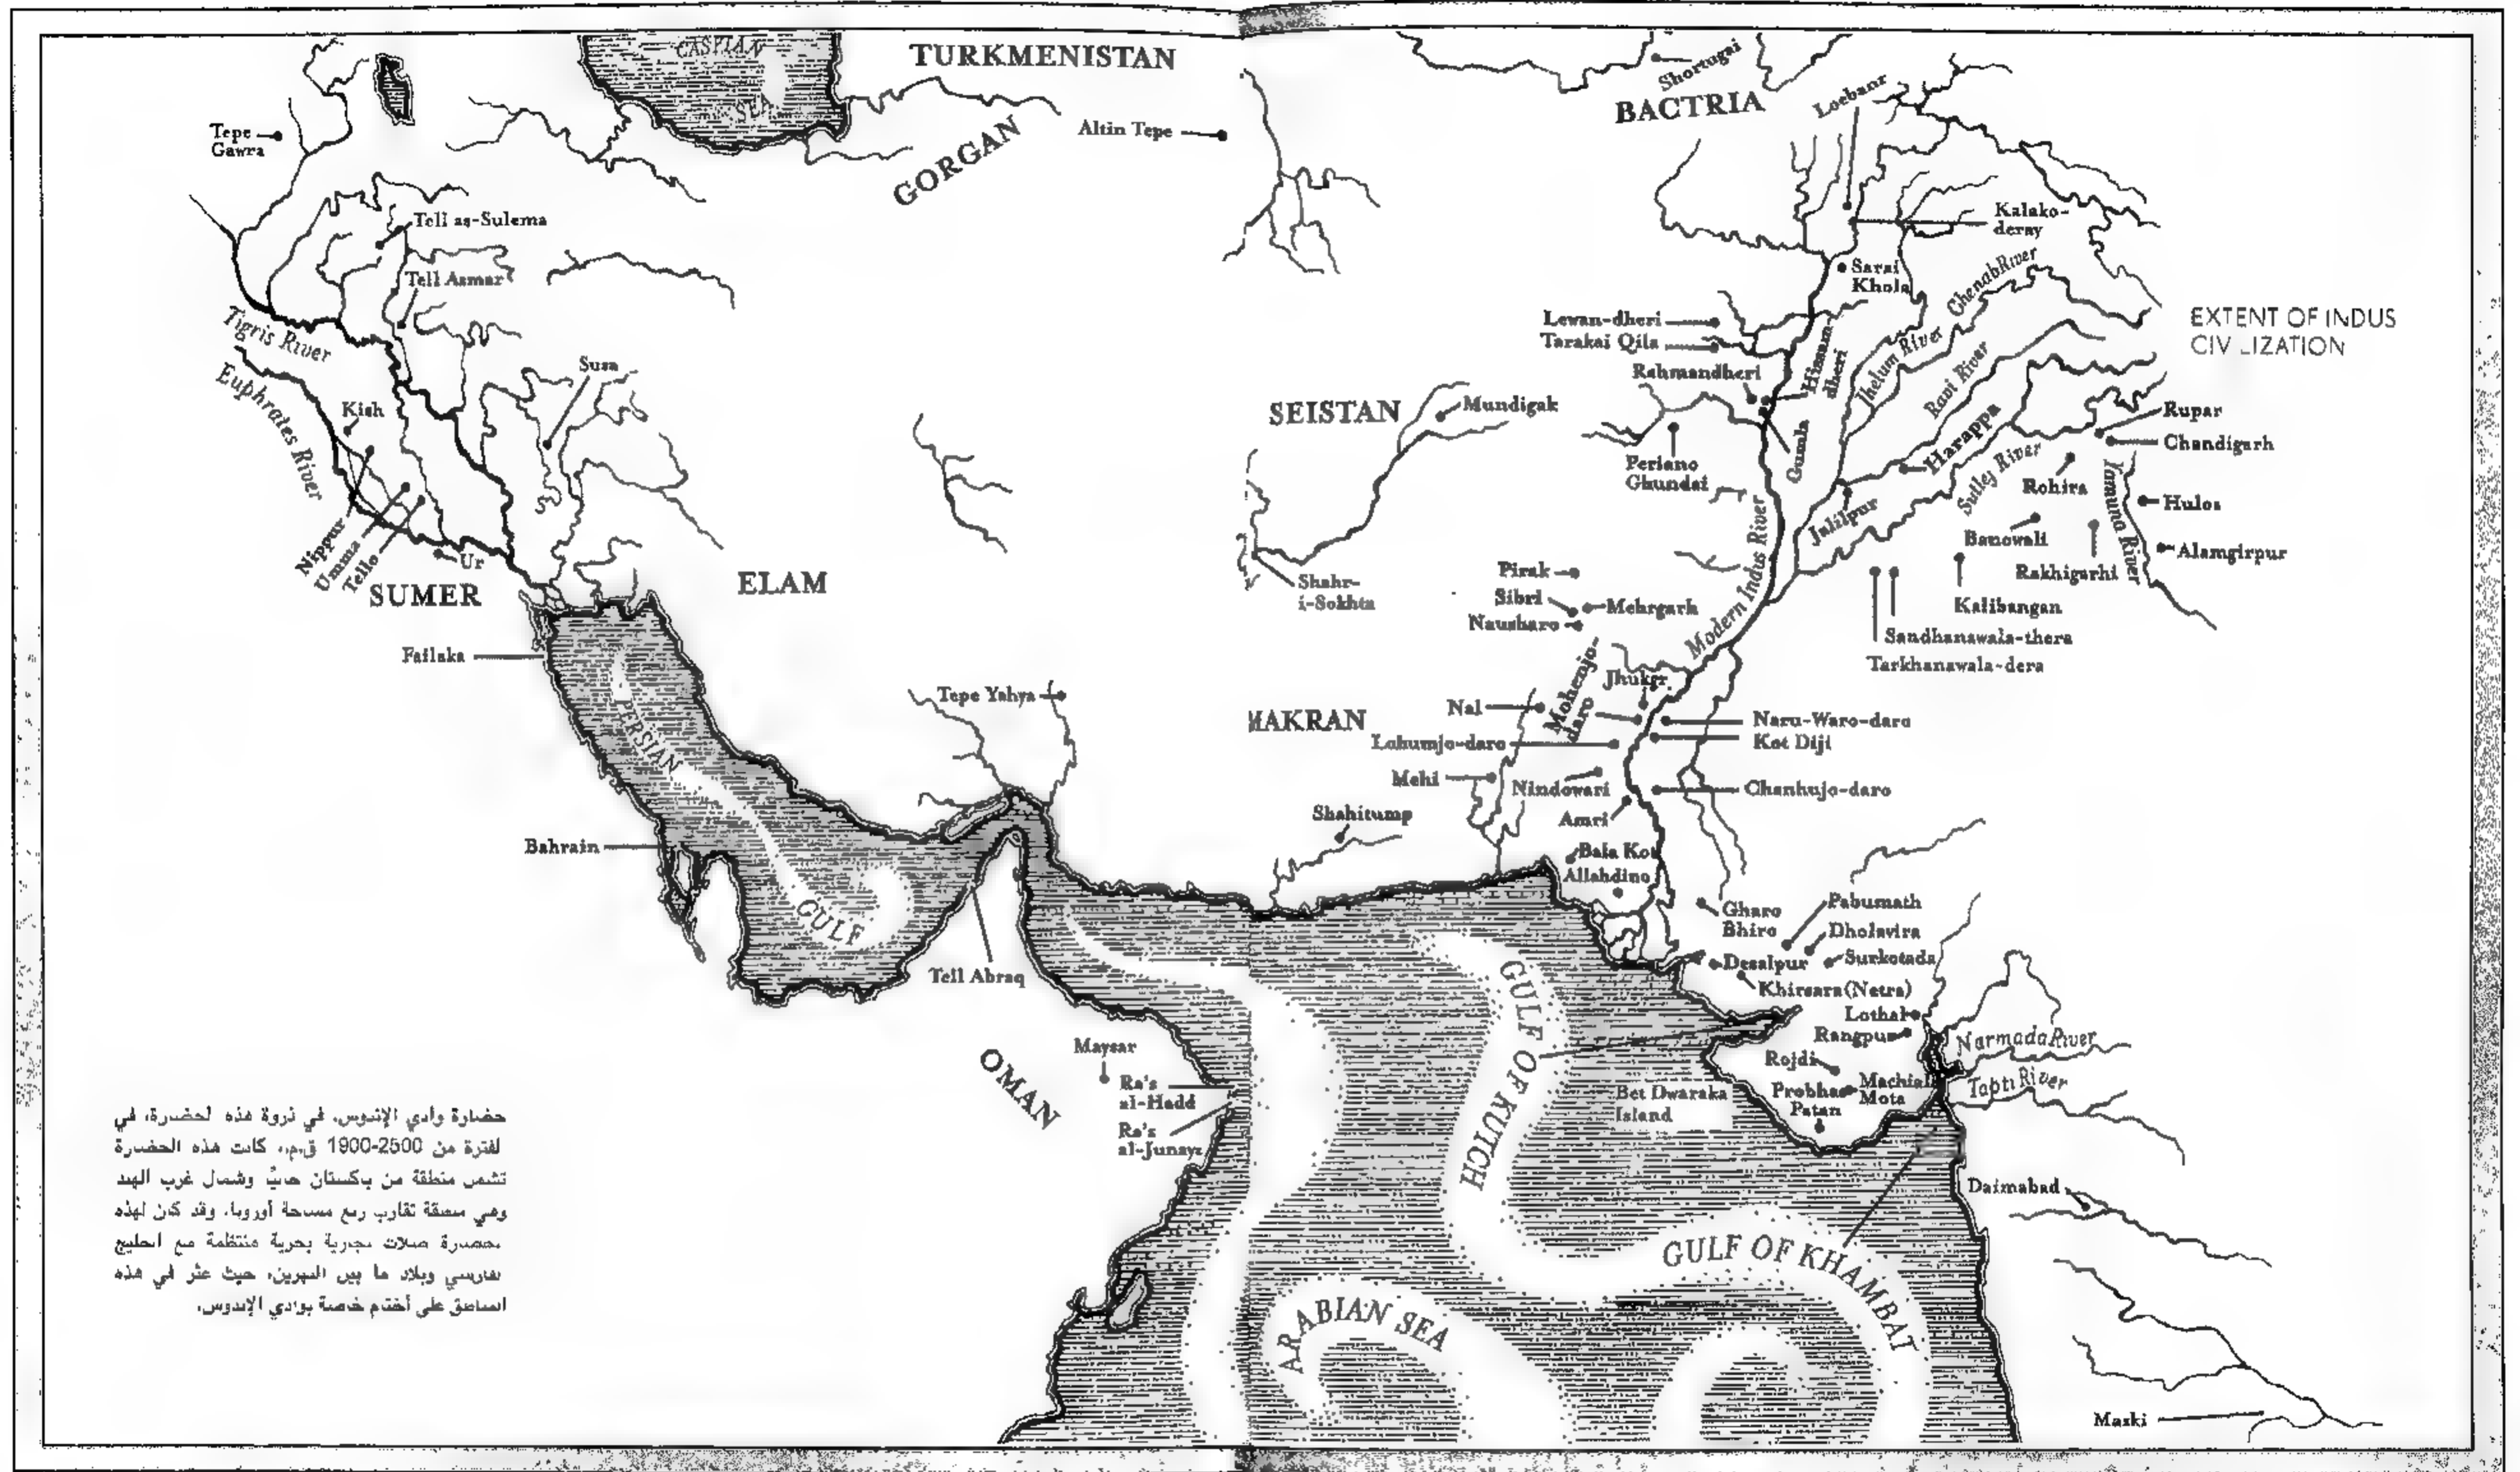 CASPIAN
SEA
TURKMENISTAN
GORGAN
Altin Tepe
Tepe
Gawra
Tell as-Sulema
Tell Asmar
Tigris River
Euphrates River
Kish
Susa
Nippur
Umma
Tello
Ur
SUMER
ELAM
Failaka
PERSIAN
GULF
Bahrain
Tepe Yahya
Tell Abraq
OMAN
Maysar
Ra's
al-Hadd
Ra's
al-Junayz
حضارة وادي الإندوس. في ذروة هذه الحضارة، في
لفترة من 2500-1900 ق.م.، كانت هذه الحضارة
تشمل منطقة من باكستان حاليًّا وشمال غرب الهند
وهي منطقة تقارب ربع مساحة أوروبا. وقد كان لهذه
لحضارة صلات تجارية بحرية منتظمة مع الخليج
لفارسي وبلاد ما بين النهرين، حيث عثر في هذه
المناطق على أختام خاصة بوادي الإندوس.
Shortugai
BACTRIA
Loebanr
Kalako-
deray
Sarai
Khola
Lewan-dheri
Tarakai Qila
Rehmandheri
Hissam-
dheri
Gumla
Jhelum River
Chenab River
Ravi River
Harappa
Sutlej River
Jalilpur
EXTENT OF INDUS
CIV LIZATION
Rupar
Chandigarh
Rohira
Yamuna River
Hulos
Banowali
Alamgirpur
Rakhigarhi
Kalibangan
Sandhanawala-thera
Tarkhanawala-dera
SEISTAN
Mundigak
Periano
Ghundai
Shahr-
i-Sokhta
Pirak
Sibri
Mehrgarh
Nausharo
Modern Indus River
Mohenjo-
daro
Jhukar
Nal
MAKRAN
Naru-Waro-daro
Kot Diji
Lohumjo-daro
Mehi
Nindowari
Chanhujo-daro
Amri
Shahitump
Bala Kot
Allahdino
Gharo
Bhiro
Pabumath
Dholavira
Desalpur
Surkotada
Khirsara (Netra)
Lothal
Rangpur
Rojdi
Probhas
Patan
Machiala
Mota
Narmada River
Tapti River
Bet Dwaraka
Island
GULF OF KUTCH
GULF OF KHAMBAT
ARABIAN SEA
Daimabad
Maski